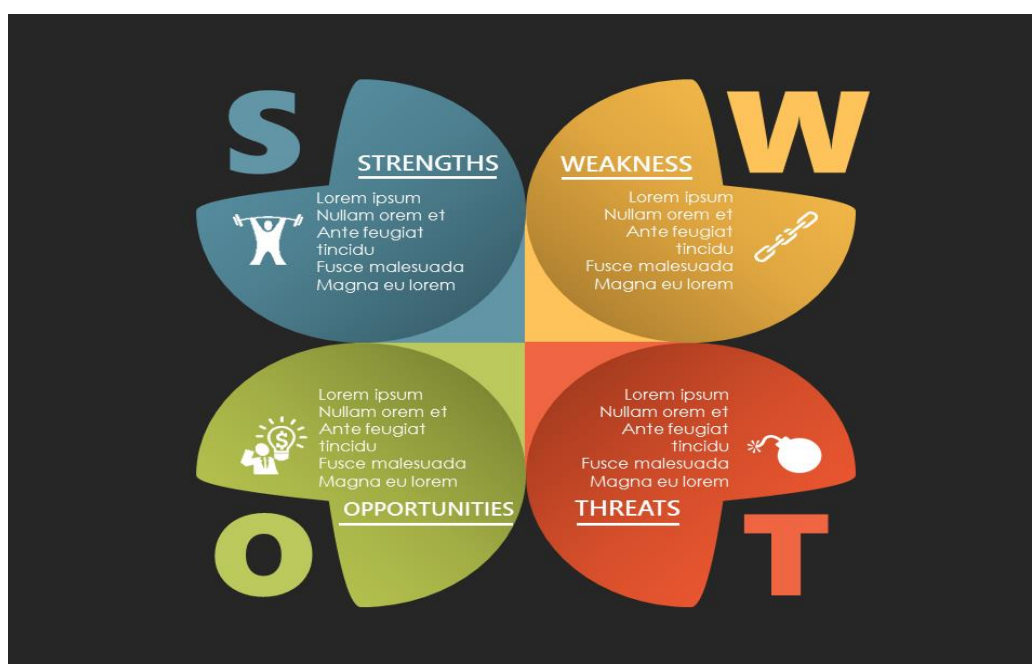 S
STRENGTHS
Lorem ipsum
Nullam orem et
Ante feugiat
tincidu
Fusce malesuada
Magna eu lorem
W
WEAKNESS
Lorem ipsum
Nullam orem et
Ante feugiat
tincidu
Fusce malesuada
Magna eu lorem
Lorem ipsum
Nullam orem et
Ante feugiat
tincidu
Fusce malesuada
Magna eu lorem
OPPORTUNITIES
O
$
Lorem ipsum
Nullam orem et
Ante feugiat
tincidu
Fusce malesuada
Magna eu lorem
THREATS
T